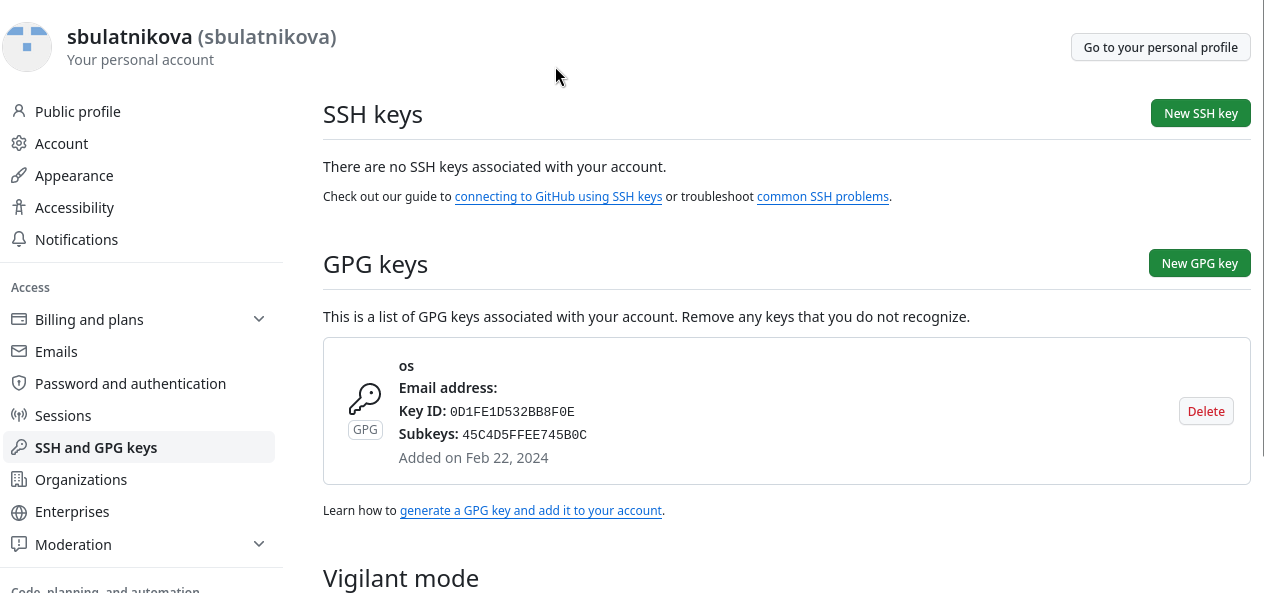 sbulatnikova (sbulatnikova)
Your personal account
Go to your personal profile
Public profile
Account
Appearance
Accessibility
Notifications
Access
Billing and plans
Emails
Password and authentication
Sessions
SSH and GPG keys
Organizations
Enterprises
Moderation
Code, planning, and automation
SSH keys
New SSH key
There are no SSH keys associated with your account.
Check out our guide to connecting to GitHub using SSH keys or troubleshoot common SSH problems.
GPG keys
New GPG key
This is a list of GPG keys associated with your account. Remove any keys that you do not recognize.
os
Email address:
Key ID: 0D1FE1D532BB8F0E
Subkeys: 45C4D5FFEE745B0C
Added on Feb 22, 2024
GPG
Delete
Learn how to generate a GPG key and add it to your account.
Vigilant mode